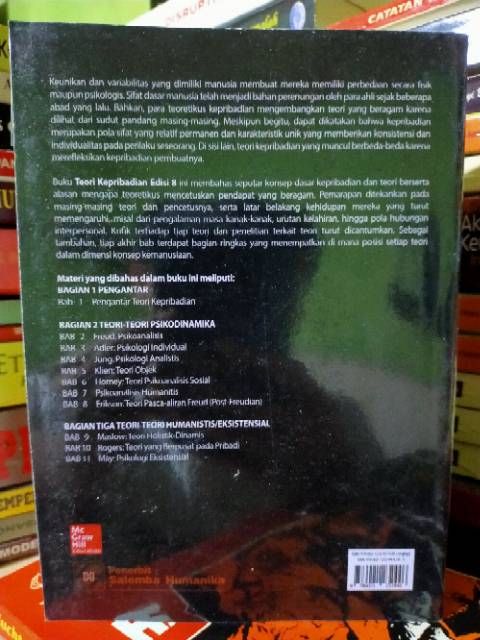 DISRUPT
CATATAN
Keunikan dan variabilitas yang dimiliki manusia membuat mereka memiliki perbedaan secara fisik
maupun psikologis. Sifat dasar manusia telah menjadi bahan perenungan oleh para ahli sejak beberapa
abad yang lalu. Bahkan, para teoretikus kepribadian mengembangkan teori yang beragam karena
dilihat dari sudut pandang masing-masing. Meskipun begitu, dapat dikatakan bahwa kepribadian
merupakan pola sifat yang relatif permanen dan karakteristik unik yang memberikan konsistensi dan
individualitas pada perilaku seseorang. Di sisi lain, teori kepribadian yang muncul berbeda-beda karena
merefleksikan kepribadian pembuatnya.
Buku Teori Kepribadian Edisi 8 ini membahas seputar konsep dasar kepribadian dan teori berserta
alasan mengapa teoretikus mencetuskan pendapat yang beragam. Pemaparan ditekankan pada
masing-masing teori dan pencetusnya, serta latar belakang kehidupan mereka yang turut
memengaruhi, misal dari pengalaman masa kanak-kanak, urutan kelahiran, hingga pola hubungan
interpersonal. Kritik terhadap tiap teori dan penelitian terkait teori turut dicantumkan. Sebagai
tambahan, tiap akhir bab terdapat bagian ringkas yang menempatkan di mana posisi setiap teori
dalam dimensi konsep kemanusiaan.
Materi yang dibahas dalam buku ini meliputi:
BAGIAN 1 PENGANTAR
Bab 1 Pengantar Teori Kepribadian
BAGIAN 2 TEORI-TEORI PSIKODINAMIKA
BAB 2 Freud: Psikoanalisis
BAB 3 Adler: Psikologi Individual
BAB 4 Jung: Psikologi Analistis
BAB 5 Klien: Teori Objek
BAB 6 Horney: Teori Psikoanalisis Sosial
BAB 7 Psikoanalisis Humanitis
BAB 8 Erikson: Teori Pasca-aliran Freud (Post-Freudian)
BAGIAN TIGA TEORI TEORI HUMANISTIS/EKSISTENSIAL
BAB 9 Maslow: Teori Holistik-Dinamis
BAB 10 Rogers: Teori yang Berpusat pada Pribadi
BAB 11 May: Psikologi Eksistensial
Mc
Graw
Hill
Education
Penerbit
Salemba Humanika